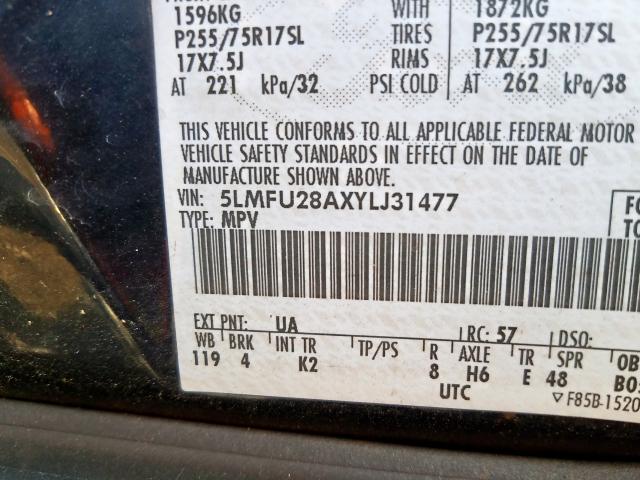 1596KG WITH 1872KG
P255/75R17SL TIRES P255/75R17SL
17X7.5J RIMS 17X7.5J
AT 221 kPa/32 PSI COLD AT 262 kPa/38
THIS VEHICLE CONFORMS TO ALL APPLICABLE FEDERAL MOTOR
VEHICLE SAFETY STANDARDS IN EFFECT ON THE DATE OF
MANUFACTURE SHOWN ABOVE.
VIN: 5LMFU28AXYLJ31477
TYPE: MPV
EXT PNT: UA RC: 57 DSO:
WB BRK INT TR TP/PS R AXLE TR SPR
119 4 K2 8 H6 E 48
UTC ▽F85B-1520